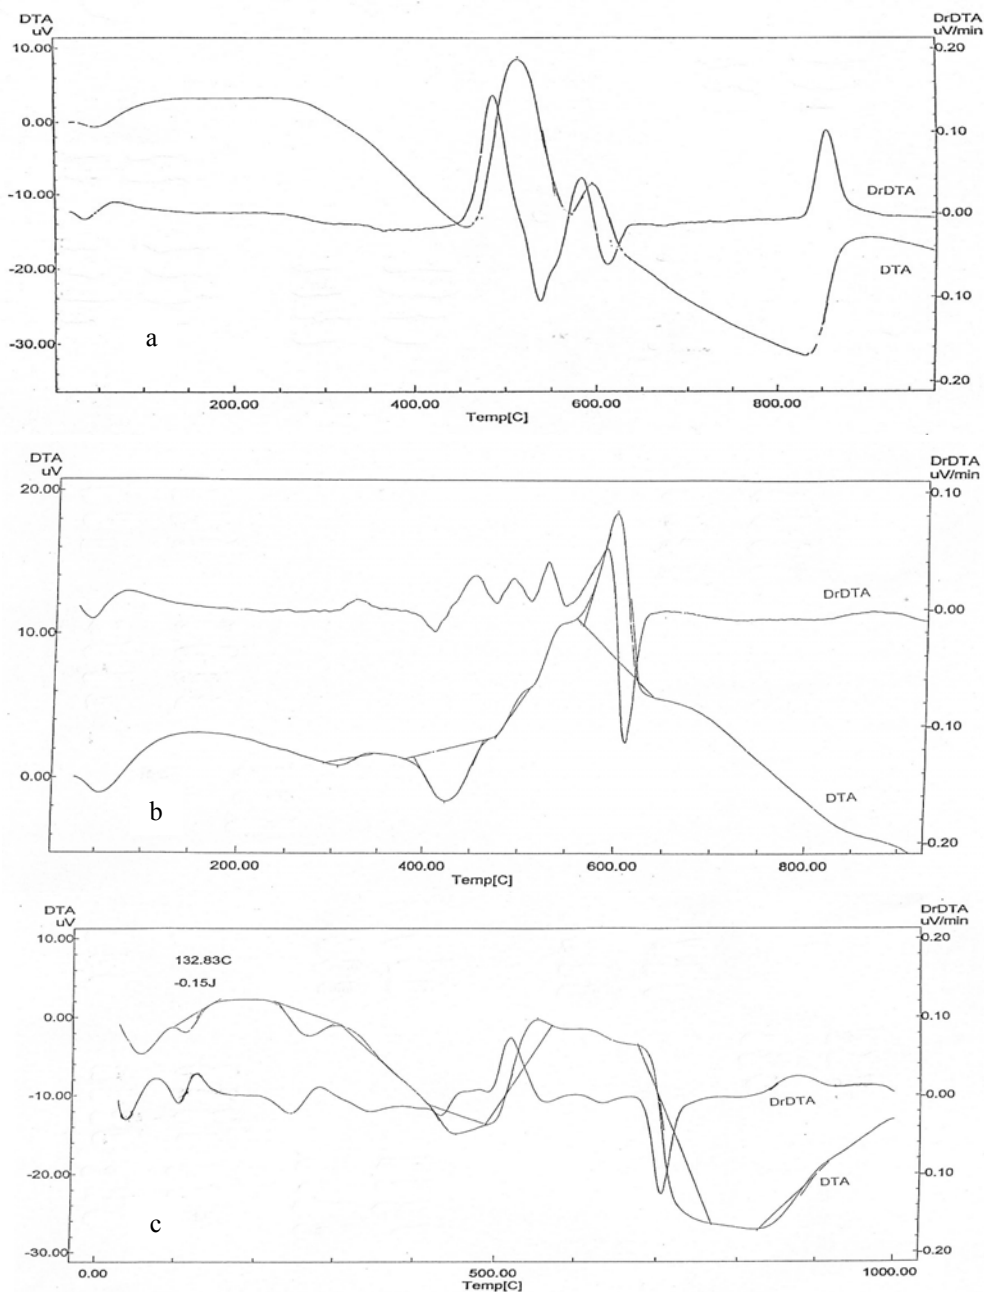 DTA DrDTA
uV uV/min
10.00 0.20
0.00 0.10
-10.00 DrDTA
-0.00
-20.00 DTA
-0.10
a
-30.00
-0.20
200.00 400.00 600.00 800.00
Temp[C]
DTA DrDTA
uV uV/min
20.00 0.10
DrDTA
-0.00
10.00
-0.10
0.00
DTA
b
-0.20
200.00 400.00 600.00 800.00
Temp[C]
DTA DrDTA
uV uV/min
10.00 0.20
132.83C
-0.15J
0.00 0.10
-10.00 DrDTA -0.00
-20.00 DTA -0.10
c
-30.00 -0.20
0.00 500.00 1000.00
Temp[C]